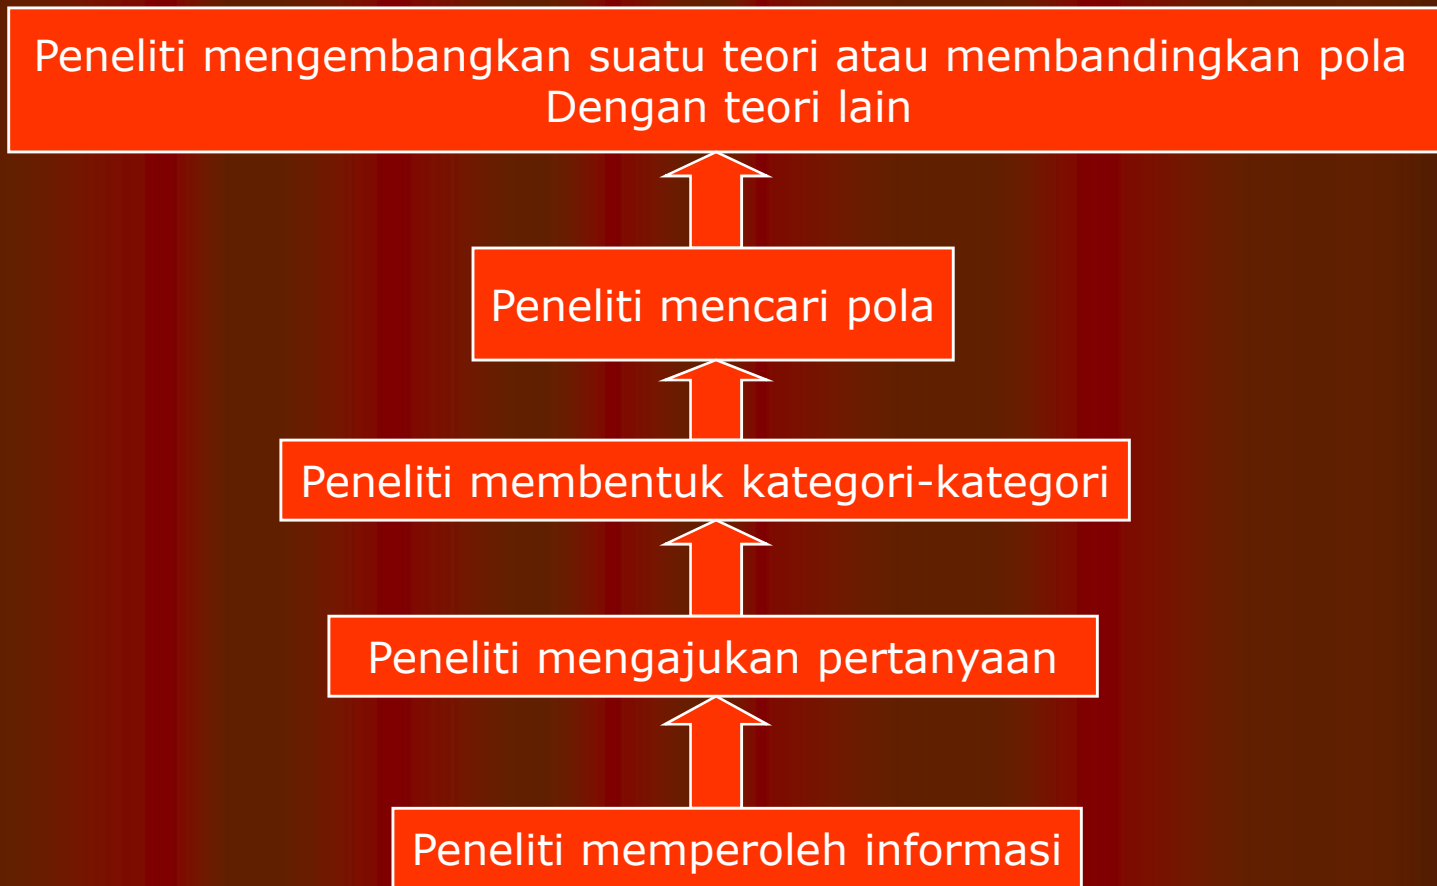 Peneliti mengembangkan suatu teori atau membandingkan pola
Dengan teori lain
Peneliti mencari pola
Peneliti membentuk kategori-kategori
Peneliti mengajukan pertanyaan
Peneliti memperoleh informasi